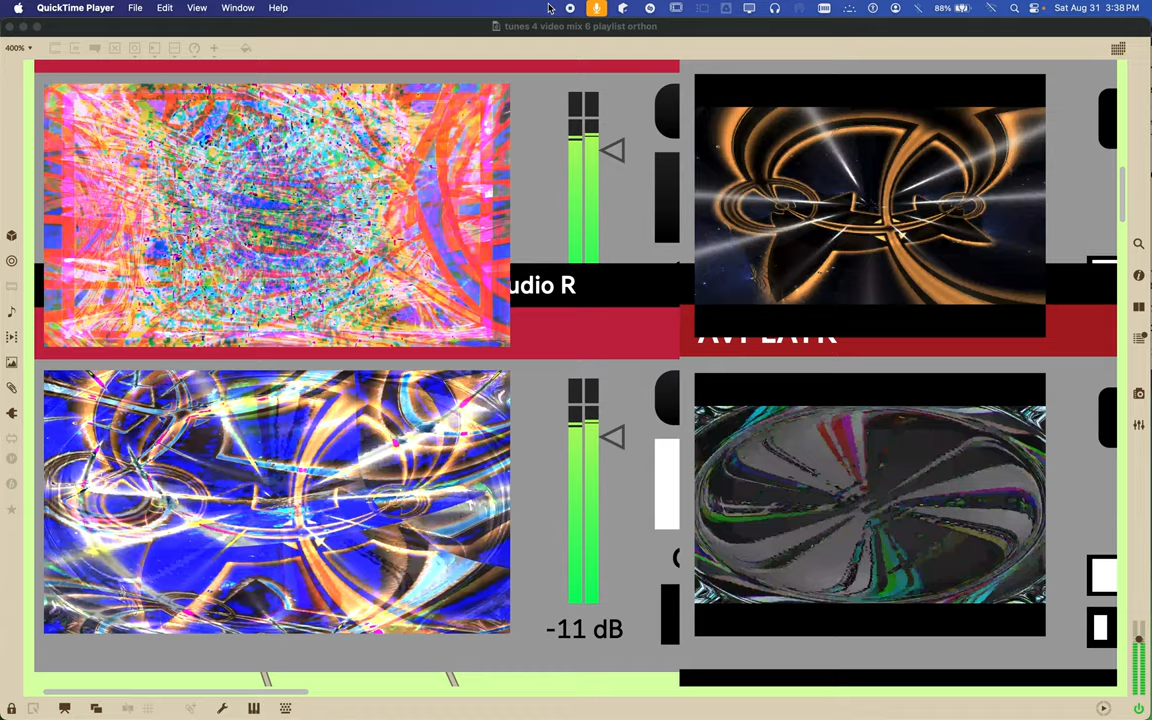 QuickTime Player File Edit View Window Help 88% Sat Aug 31 3:38 PM
tunes 4 video mix 6 playlist orthon
400%
udio R
-11 dB